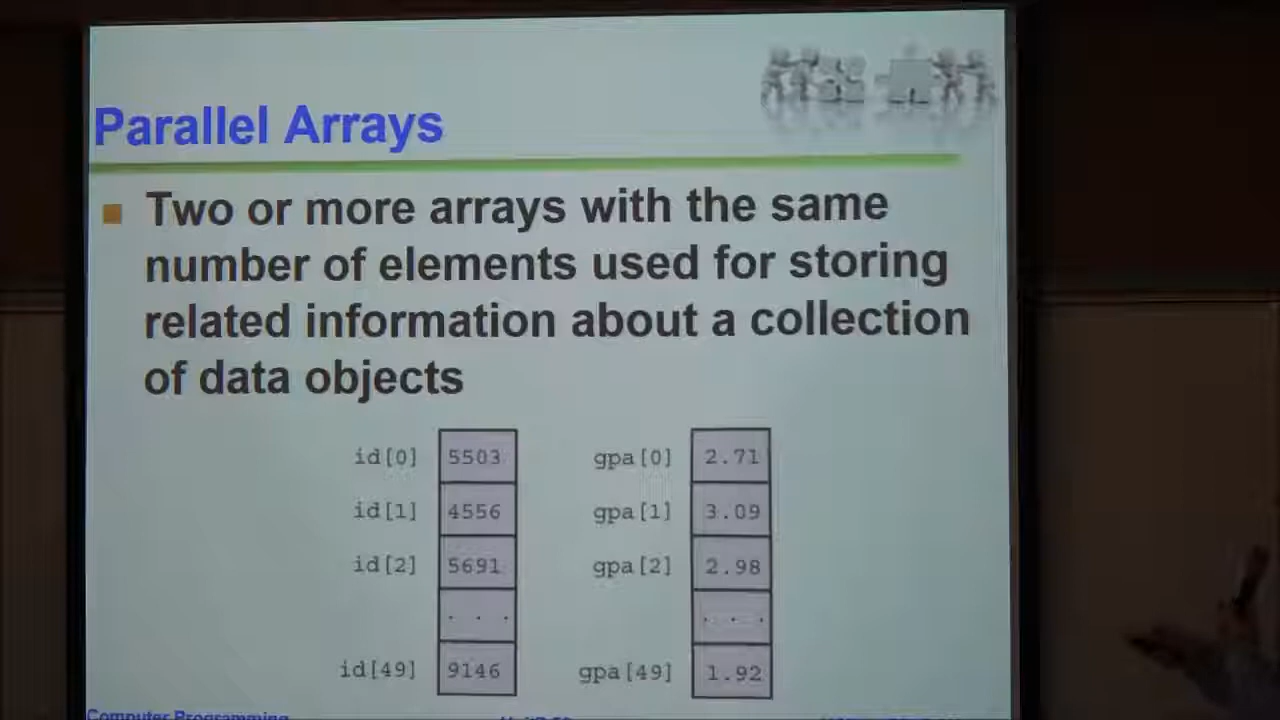 Parallel Arrays
Two or more arrays with the same
number of elements used for storing
related information about a collection
of data objects
id[0] 5503 gpa[0] 2.71
id[1] 4556 gpa[1] 3.09
id[2] 5691 gpa[2] 2.98
. . . . . .
id[49] 9146 gpa[49] 1.92
Computer Programming